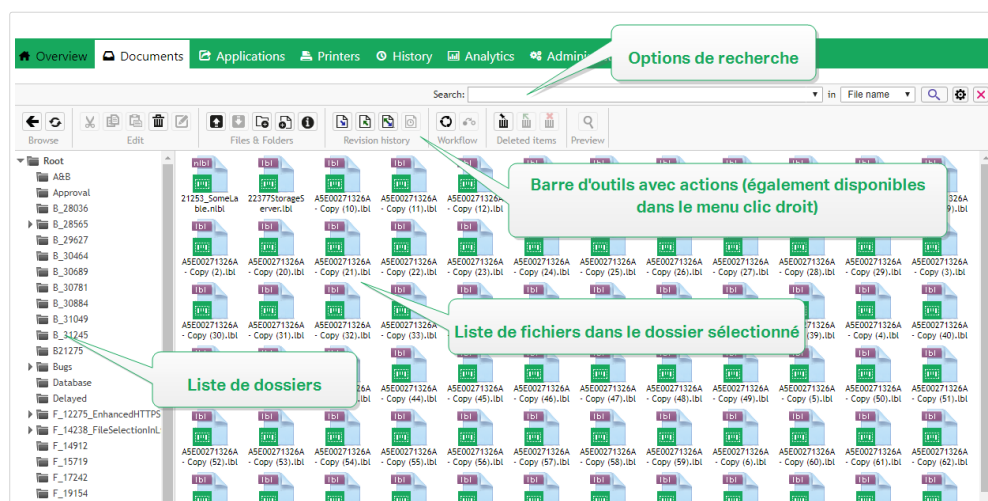 Overview Documents Applications Printers History Analytics
Options de recherche
Search: in File name
Browse Edit Files & Folders Revision history Workflow Deleted items Preview
Barre d'outils avec actions (également disponibles
dans le menu clic droit)
Root
A&B
Approval
B_28036
B_28565
B_29627
B_30464
B_30689
B_30781
B_30884
B_31049
B_31245
B21275
Bugs
Database
Delayed
F_12275_EnhancedHTTPS
F_14238_FileSelectionInL
F_14912
F_15719
F_17242
F_19154
Liste de dossiers
nlbl lbl lbl lbl lbl
21253_SomeLa 22377StorageS A5E00271326A A5E00271326A A5E00271326A
ble.nlbl erver.lbl - Copy (10).lbl - Copy (11).lbl - Copy (12).lbl
A5E00271326A A5E00271326A A5E00271326A A5E00271326A A5E00271326A A5E00271326A A5E00271326A A5E00271326A A5E00271326A A5E00271326A A5E00271326A A5E00271326A
- Copy (2).lbl - Copy (20).lbl - Copy (21).lbl - Copy (22).lbl - Copy (23).lbl - Copy (24).lbl - Copy (25).lbl - Copy (26).lbl - Copy (27).lbl - Copy (28).lbl - Copy (29).lbl - Copy (3).lbl
A5E00271326A A5E00271326A A5E00271326A A5E00271326A
- Copy (30).lbl - Copy (31).lbl - Copy (32).lbl - Copy (33).lbl
A5E00271326A A5E00271326A
- Copy (4).lbl - Copy (40).lbl
Liste de fichiers dans le dossier sélectionné
A5E00271326A A5E00271326A A5E00271326A A5E00271326A A5E00271326A A5E00271326A A5E00271326A A5E00271326A
- Copy (44).lbl - Copy (45).lbl - Copy (46).lbl - Copy (47).lbl - Copy (48).lbl - Copy (49).lbl - Copy (5).lbl - Copy (50).lbl - Copy (51).lbl
A5E00271326A A5E00271326A A5E00271326A A5E00271326A A5E00271326A A5E00271326A A5E00271326A A5E00271326A A5E00271326A A5E00271326A A5E00271326A A5E00271326A
- Copy (52).lbl - Copy (53).lbl - Copy (54).lbl - Copy (55).lbl - Copy (56).lbl - Copy (57).lbl - Copy (58).lbl - Copy (59).lbl - Copy (6).lbl - Copy (60).lbl - Copy (61).lbl - Copy (62).lbl